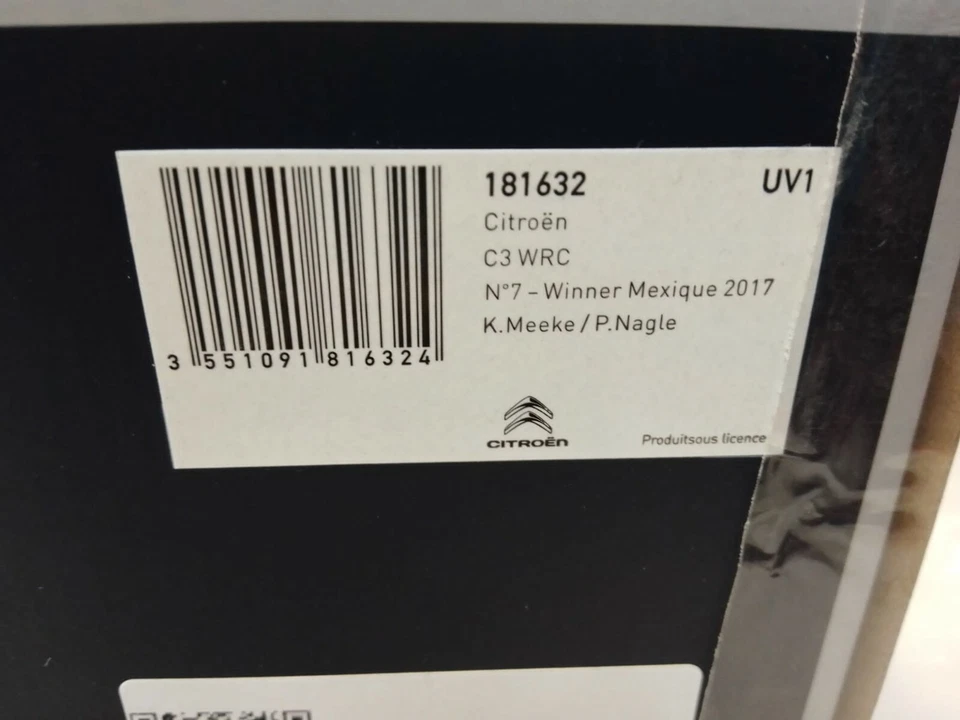 181632 UV1
Citroën
C3 WRC
N°7 – Winner Mexique 2017
K.Meeke / P.Nagle
3 551091 816324
CITROËN
Produitsous licence